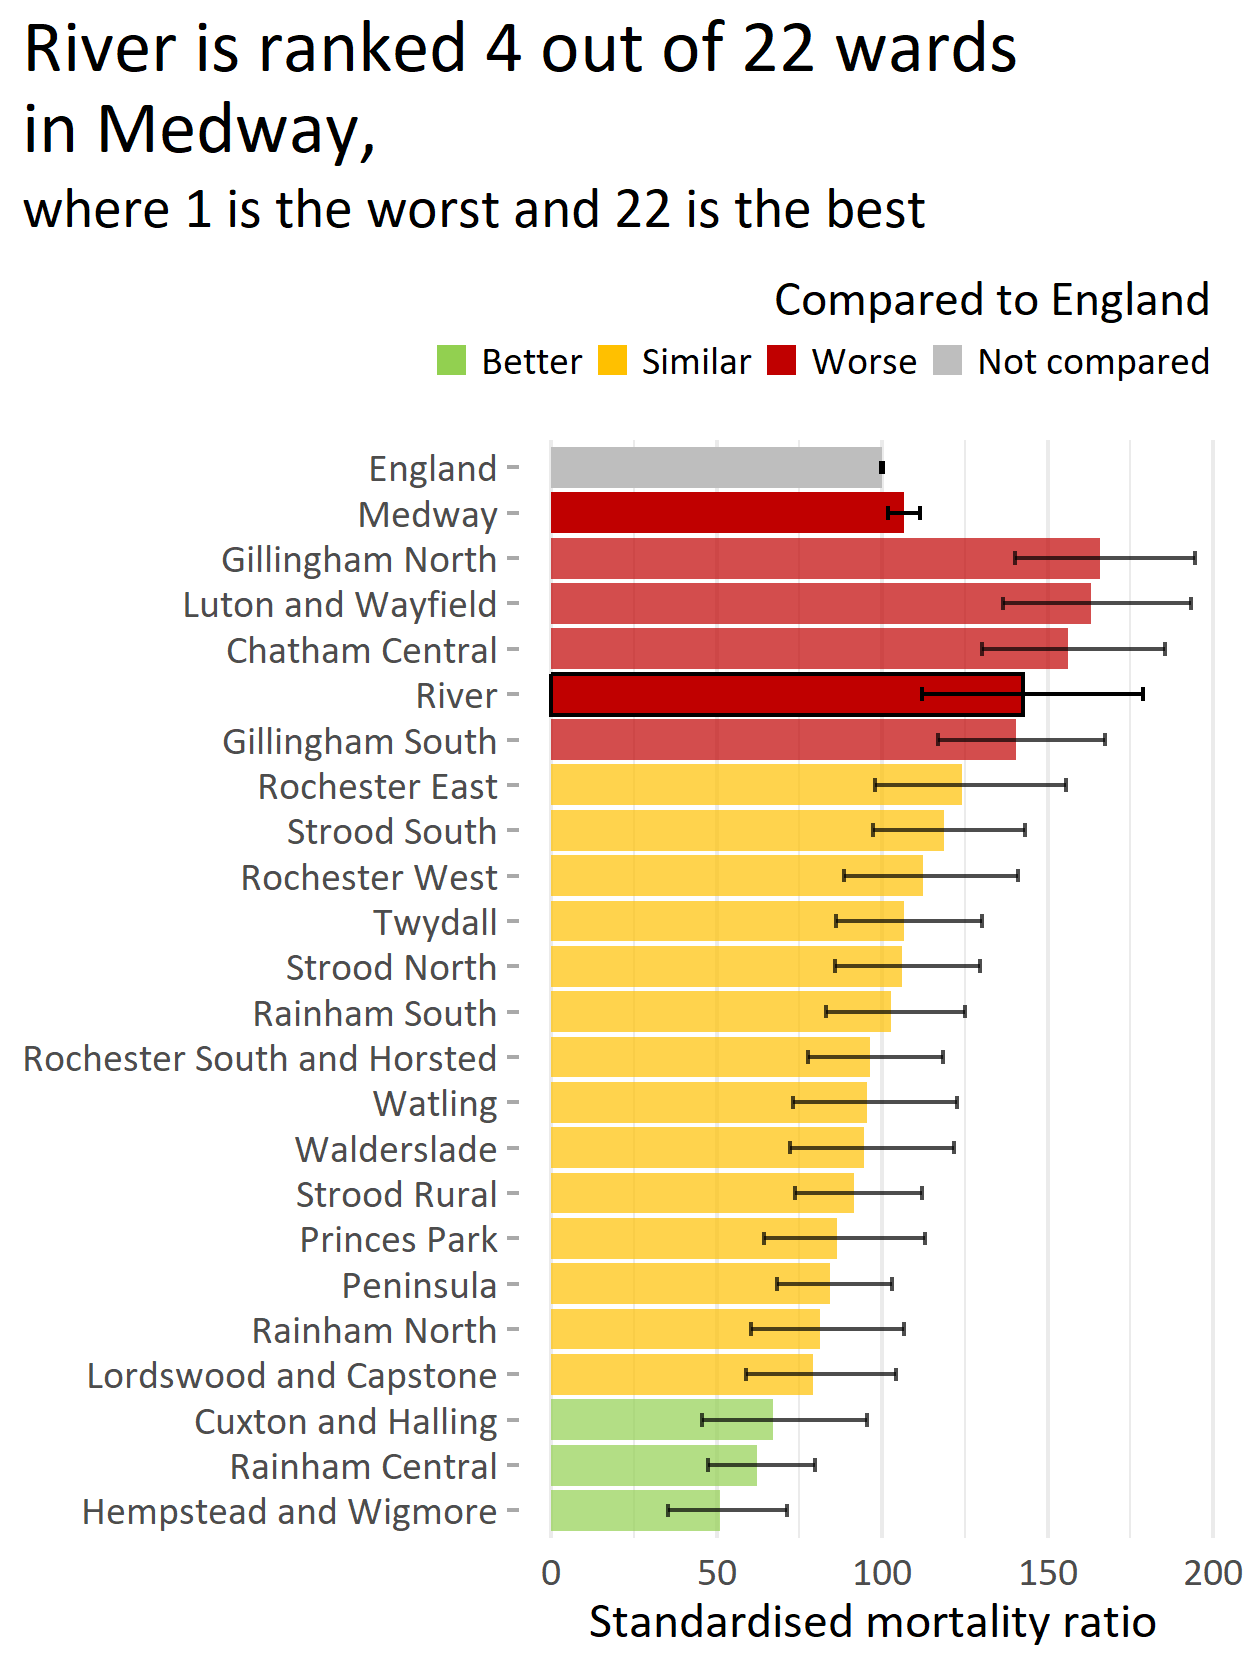 River is ranked 4 out of 22 wards
in Medway,
where 1 is the worst and 22 is the best
Compared to England
Better Similar Worse Not compared
England
Medway
Gillingham North
Luton and Wayfield
Chatham Central
River
Gillingham South
Rochester East
Strood South
Rochester West
Twydall
Strood North
Rainham South
Rochester South and Horsted
Watling
Walderslade
Strood Rural
Princes Park
Peninsula
Rainham North
Lordswood and Capstone
Cuxton and Halling
Rainham Central
Hempstead and Wigmore
0 50 100 150 200
Standardised mortality ratio